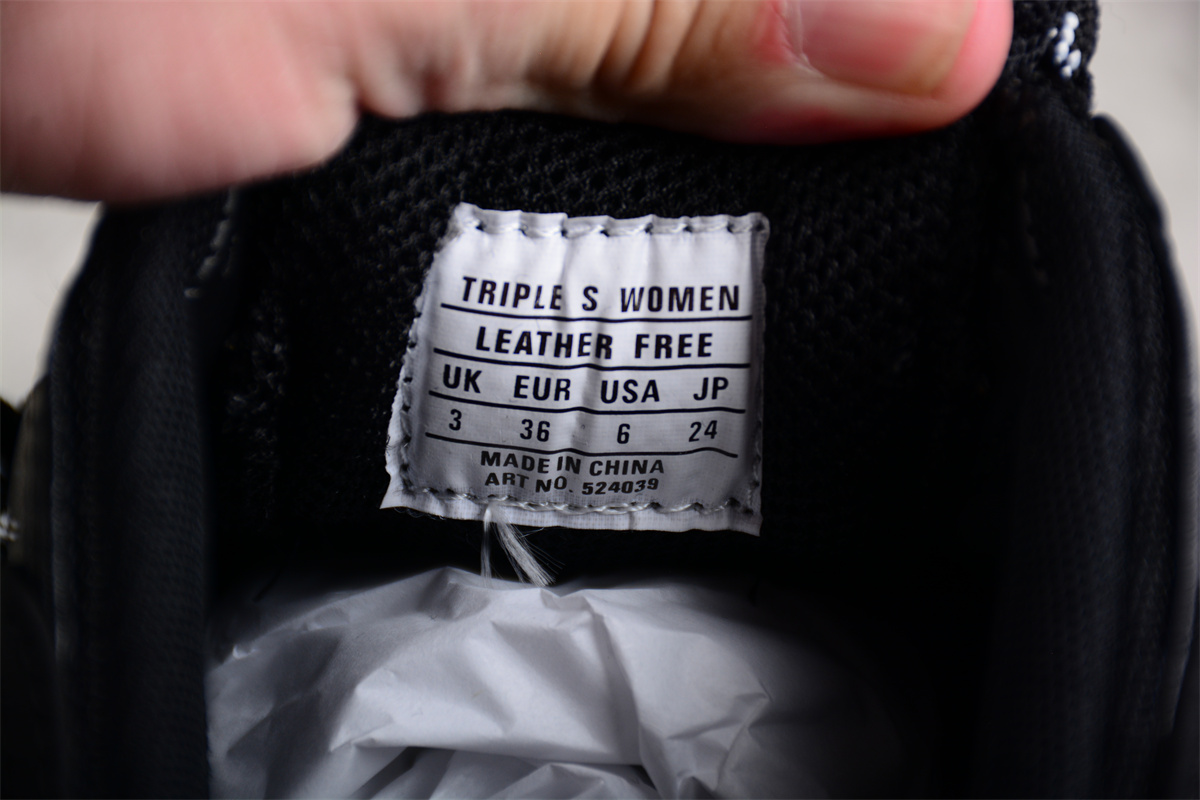 TRIPLE S WOMEN
LEATHER FREE
UK EUR USA JP
3 36 6 24
MADE IN CHINA
ART NO. 524039